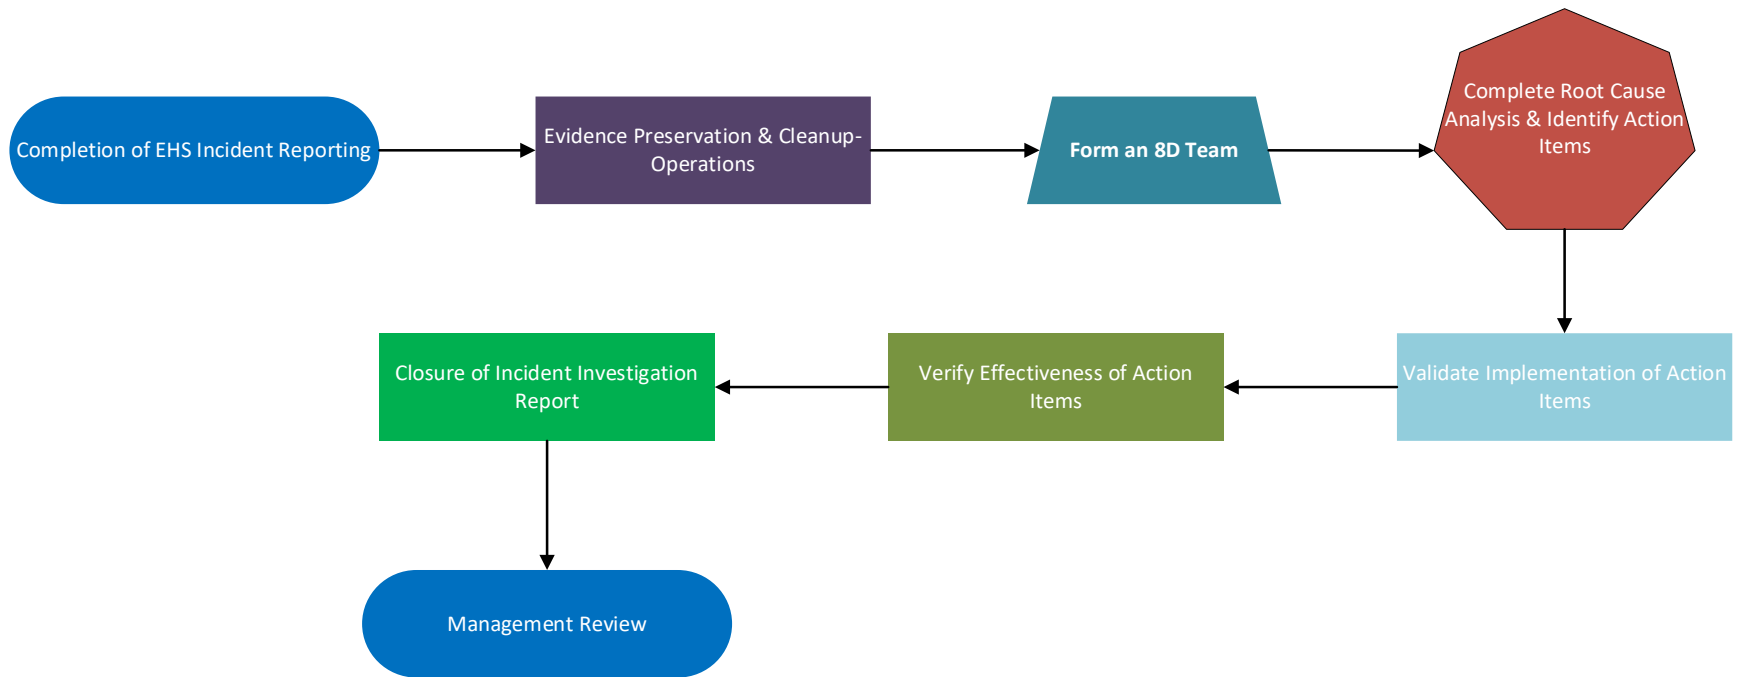 Completion of EHS Incident Reporting
Evidence Preservation & Cleanup-
Operations
Form an 8D Team
Complete Root Cause
Analysis & Identify Action
Items
Validate Implementation of Action
Items
Verify Effectiveness of Action
Items
Closure of Incident Investigation
Report
Management Review